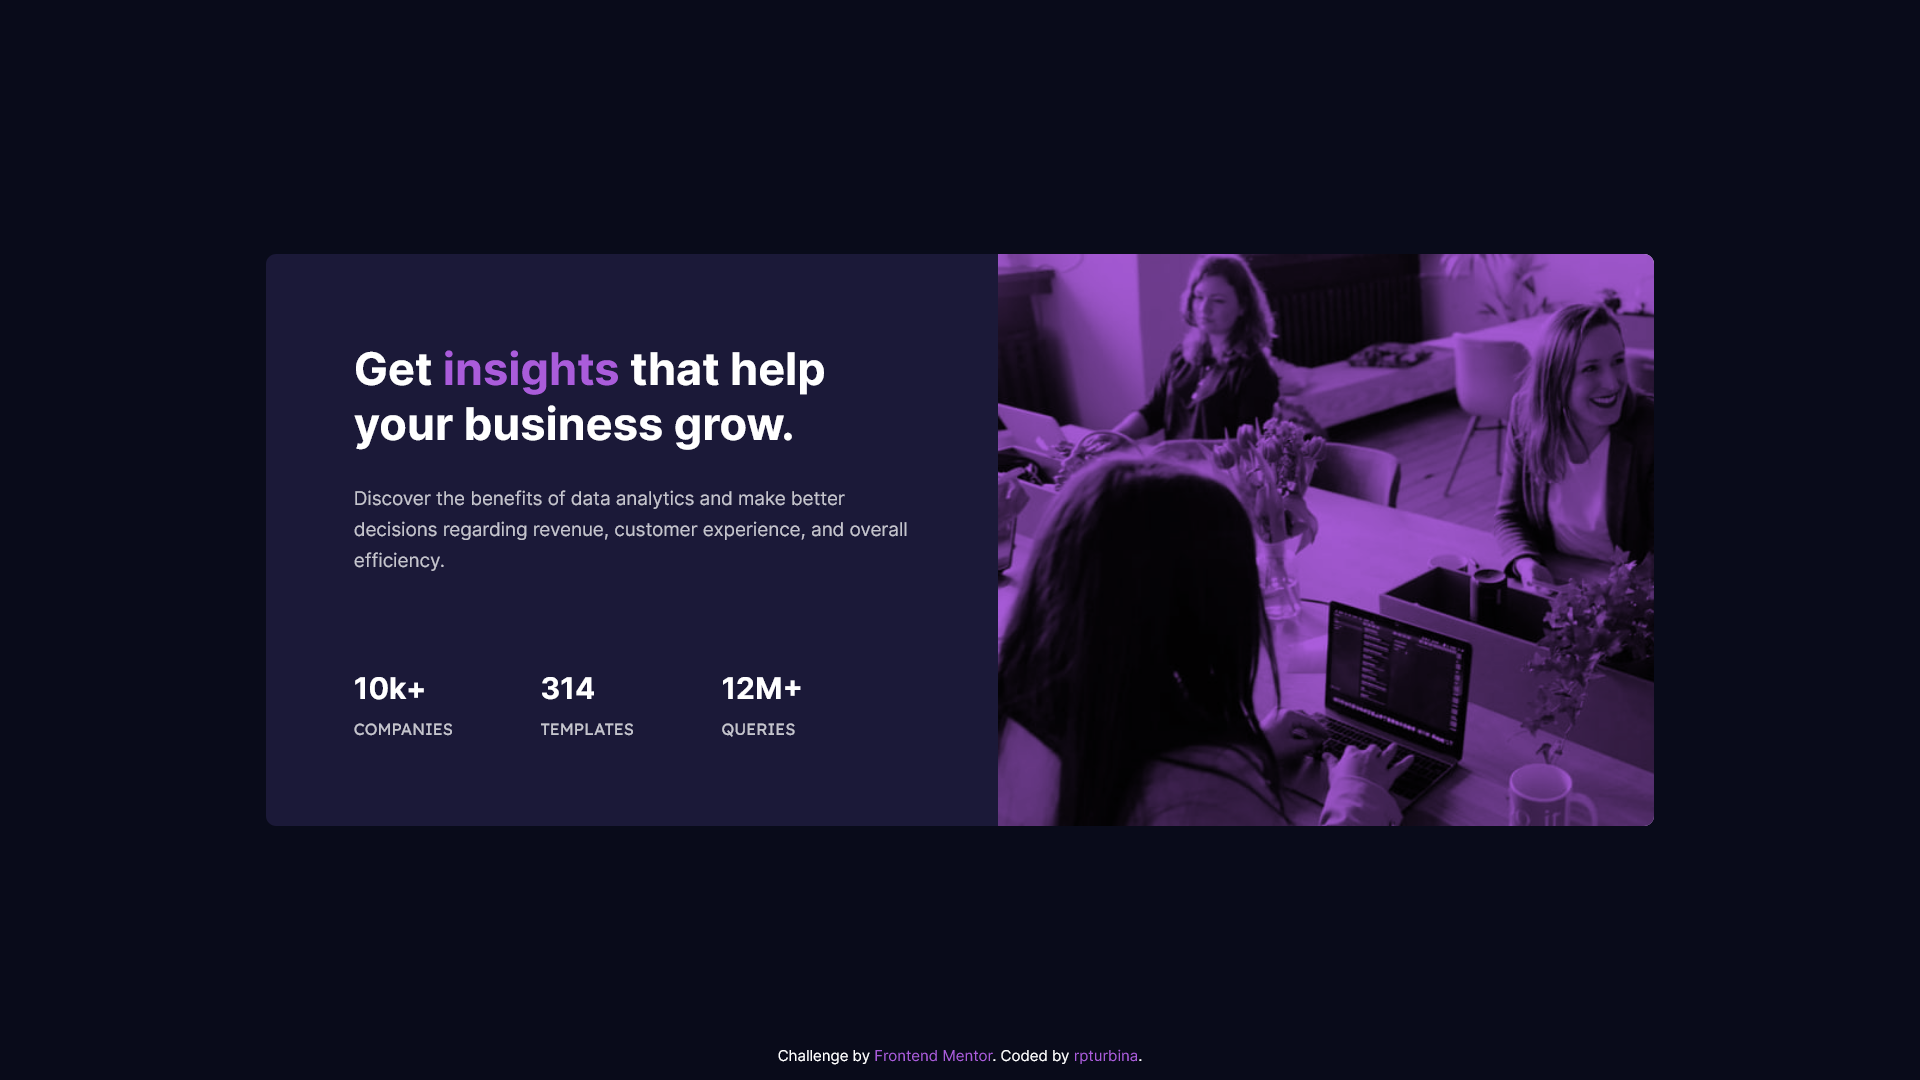 Get insights that help
your business grow.
Discover the benefits of data analytics and make better
decisions regarding revenue, customer experience, and overall
efficiency.
10k+ 314 12M+
COMPANIES TEMPLATES QUERIES
Challenge by Frontend Mentor. Coded by rpturbina.